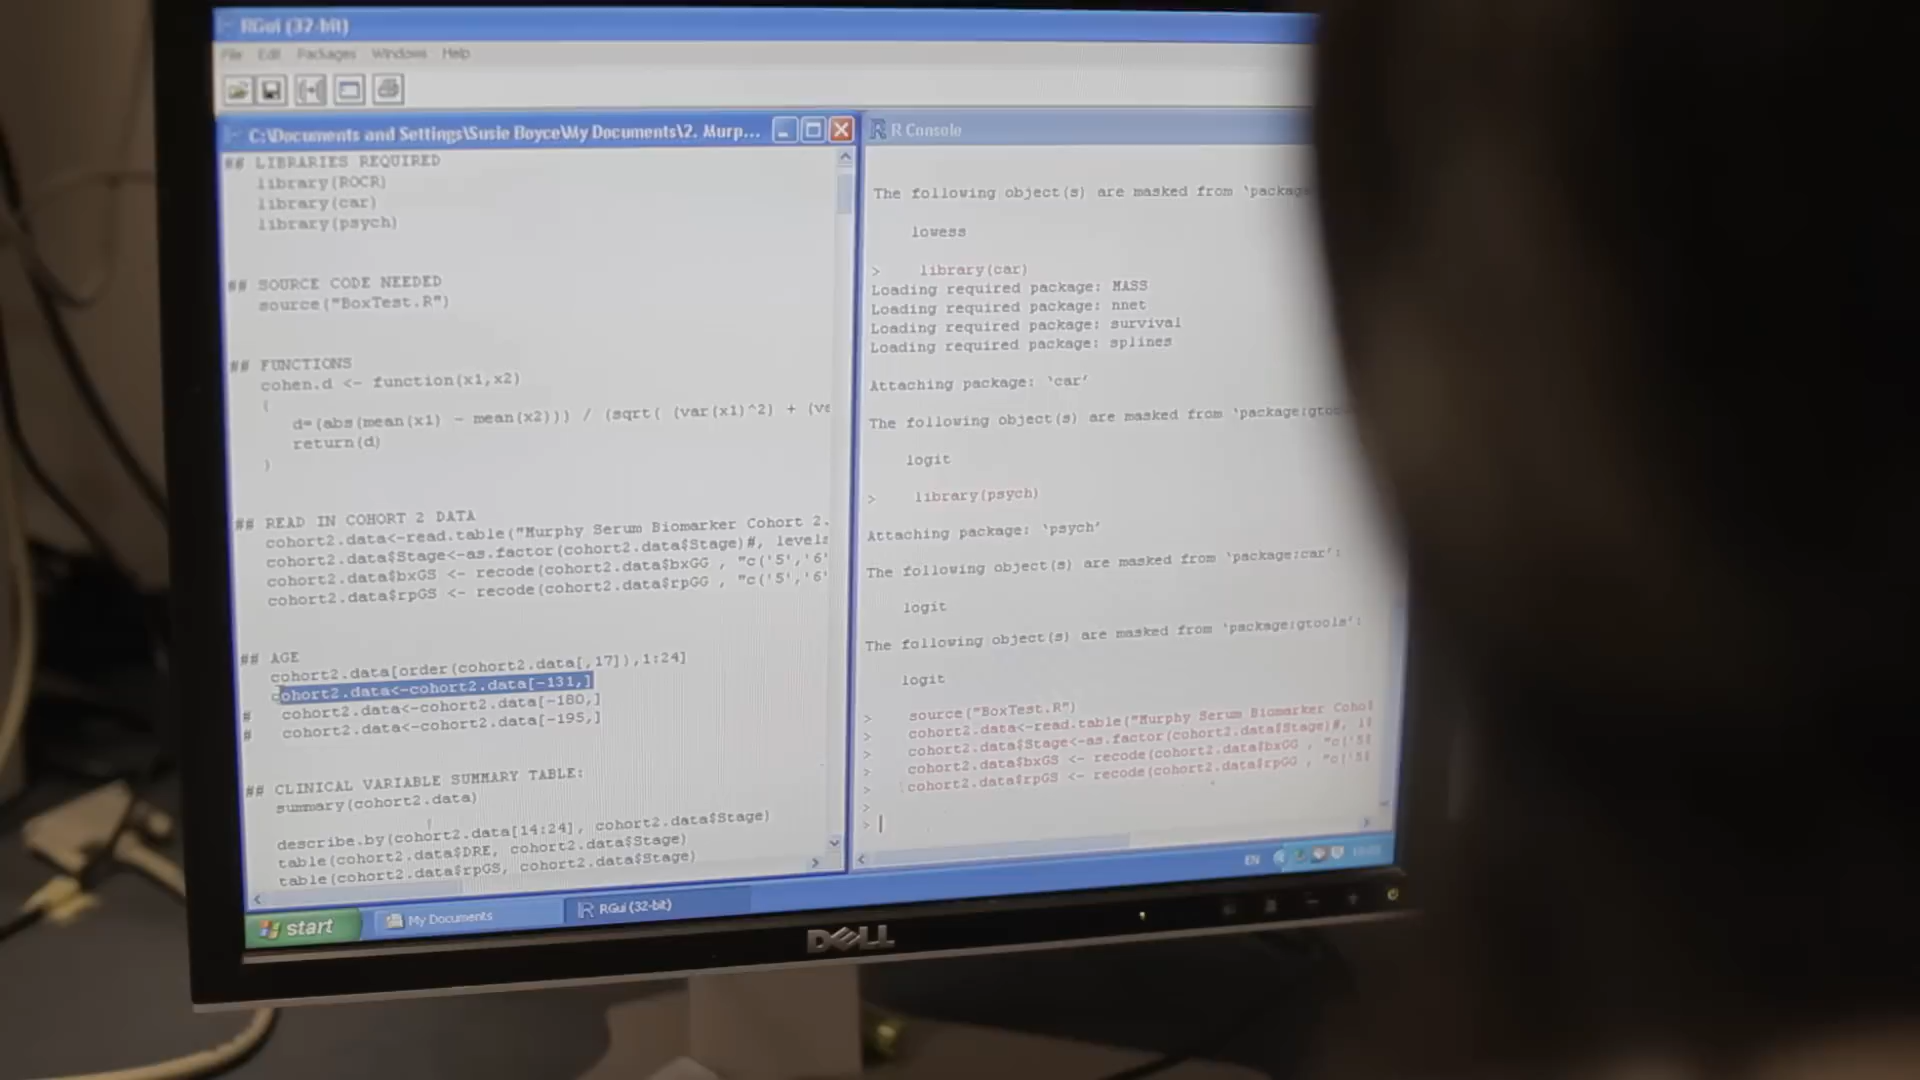 RGui (32-bit)
File Edit Packages Windows Help
C:\Documents and Settings\Susie Boyce\My Documents\2. Murp...
## LIBRARIES REQUIRED
library(ROCR)
library(car)
library(psych)
## SOURCE CODE NEEDED
source("BoxTest.R")
## FUNCTIONS
cohen.d <- function(x1,x2)
{
d=(abs(mean(x1) - mean(x2))) / (sqrt( (var(x1)^2) + (va
return(d)
}
## READ IN COHORT 2 DATA
cohort2.data<-read.table("Murphy Serum Biomarker Cohort 2.
cohort2.data$Stage<-as.factor(cohort2.data$Stage)#, levels
cohort2.data$bxGS <- recode(cohort2.data$bxGG , "c('5','6'
cohort2.data$rpGS <- recode(cohort2.data$rpGG , "c('5','6'
## AGE
cohort2.data[order(cohort2.data[,17]),1:24]
cohort2.data<-cohort2.data[-131,]
# cohort2.data<-cohort2.data[-180,]
# cohort2.data<-cohort2.data[-195,]
## CLINICAL VARIABLE SUMMARY TABLE:
summary(cohort2.data)
describe.by(cohort2.data[14:24], cohort2.data$Stage)
table(cohort2.data$DRE, cohort2.data$Stage)
table(cohort2.data$rpGS, cohort2.data$Stage)
R Console
The following object(s) are masked from 'package
lowess
> library(car)
Loading required package: MASS
Loading required package: nnet
Loading required package: survival
Loading required package: splines
Attaching package: 'car'
The following object(s) are masked from 'package:gtoo
logit
> library(psych)
Attaching package: 'psych'
The following object(s) are masked from 'package:car':
logit
The following object(s) are masked from 'package:gtools':
logit
> source("BoxTest.R")
> cohort2.data<-read.table("Murphy Serum Biomarker Cohor
> cohort2.data$Stage<-as.factor(cohort2.data$Stage)#, le
> cohort2.data$bxGS <- recode(cohort2.data$bxGG , "c('5'
> cohort2.data$rpGS <- recode(cohort2.data$rpGG , "c('5'
>
>
EN
start
My Documents
RGui (32-bit)
DELL